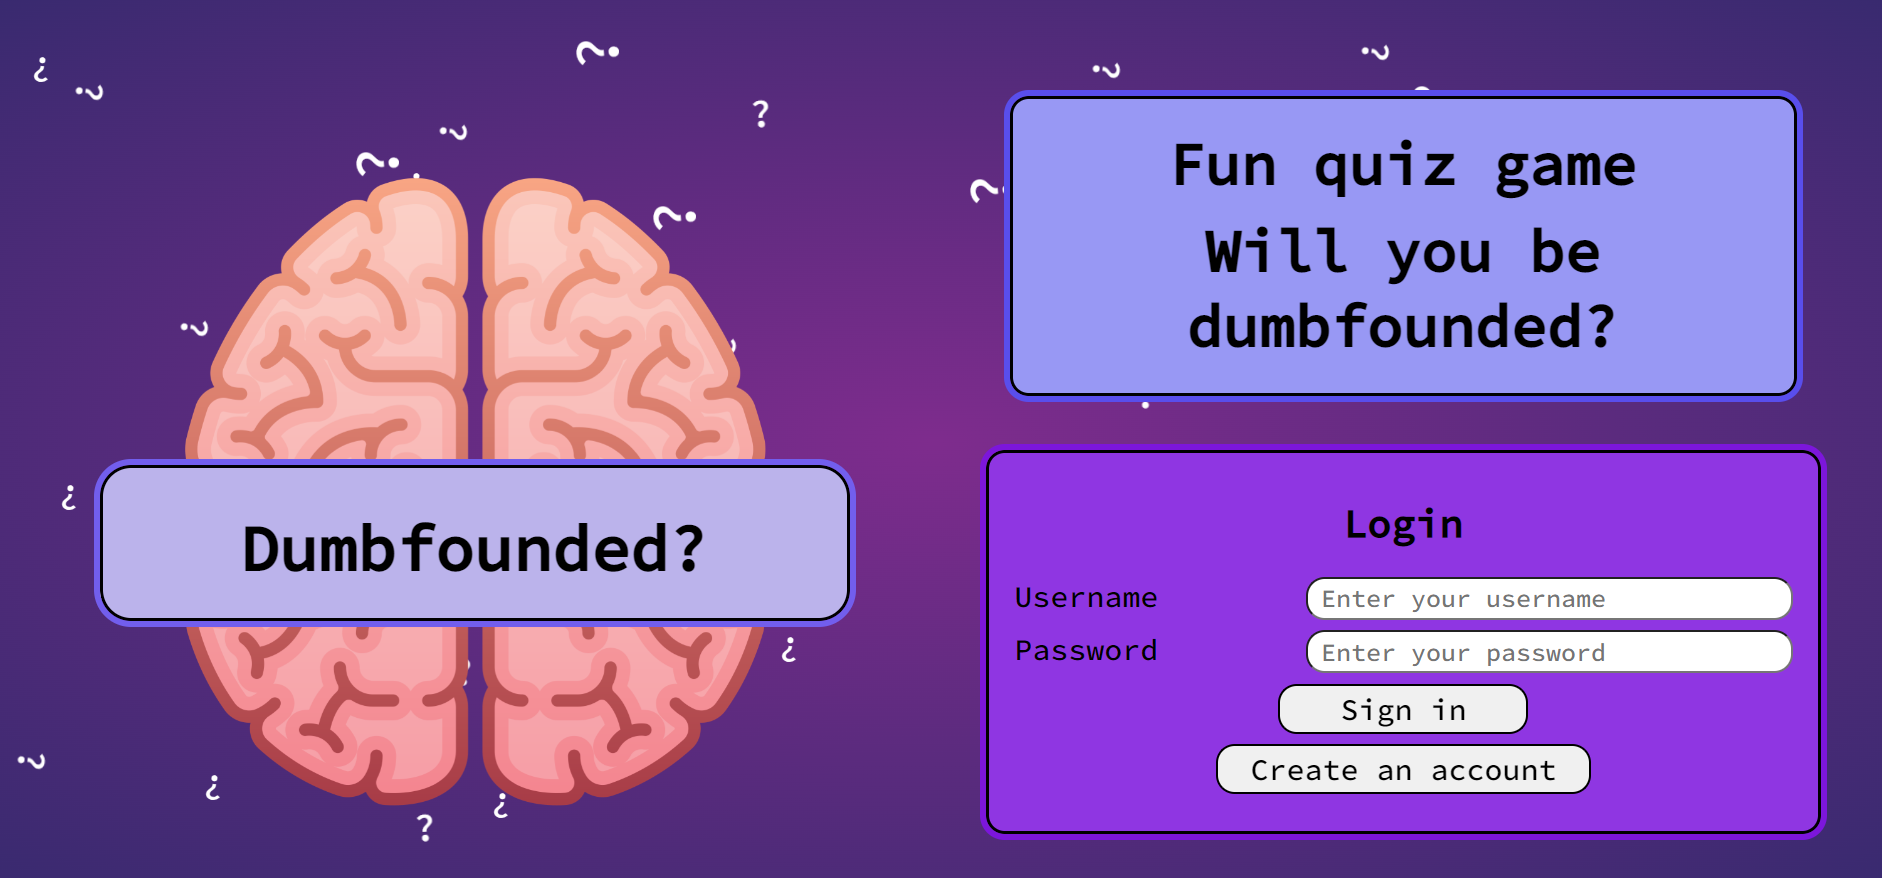 Dumbfounded?
Fun quiz game
Will you be
dumbfounded?
Login
Username
Enter your username
Password
Enter your password
Sign in
Create an account